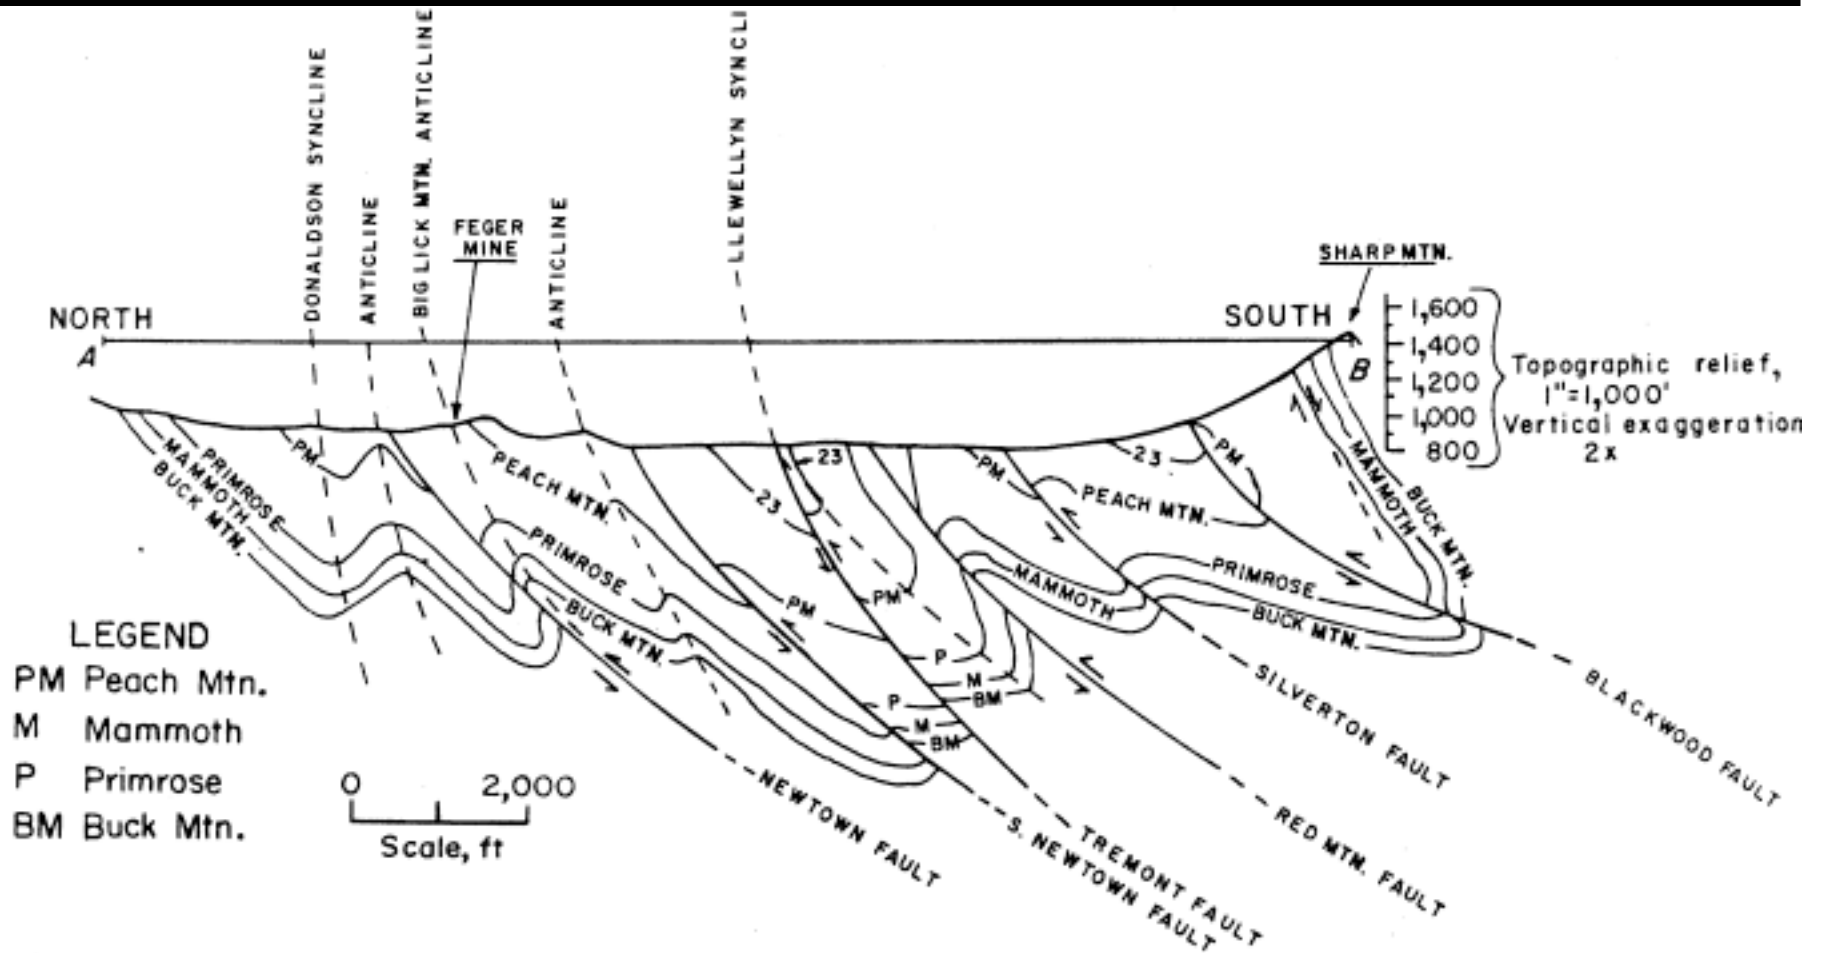 DONALDSON SYNCLINE
ANTICLINE
BIG LICK MTN. ANTICLINE
FEGER
MINE
ANTICLINE
LLEWELLYN SYNCLI
SHARP MTN.
NORTH
A
SOUTH
B
1,600
1,400
1,200
1,000
800
Topographic relief,
1"=1,000'
Vertical exaggeration
2x
PM
PRIMROSE
MAMMOTH
BUCK MTN.
PEACH MTN.
PRIMROSE
BUCK MTN.
23
PM
23
PM
P
M
BM
P
M
BM
PM
MAMMOTH
PEACH MTN.
23
PM
PRIMROSE
BUCK MTN.
MAMMOTH
BUCK MTN.
NEWTOWN FAULT
S. NEWTOWN FAULT
TREMONT FAULT
RED MTN. FAULT
SILVERTON FAULT
BLACKWOOD FAULT
LEGEND
PM Peach Mtn.
M Mammoth
P Primrose
BM Buck Mtn.
0 2,000
Scale, ft